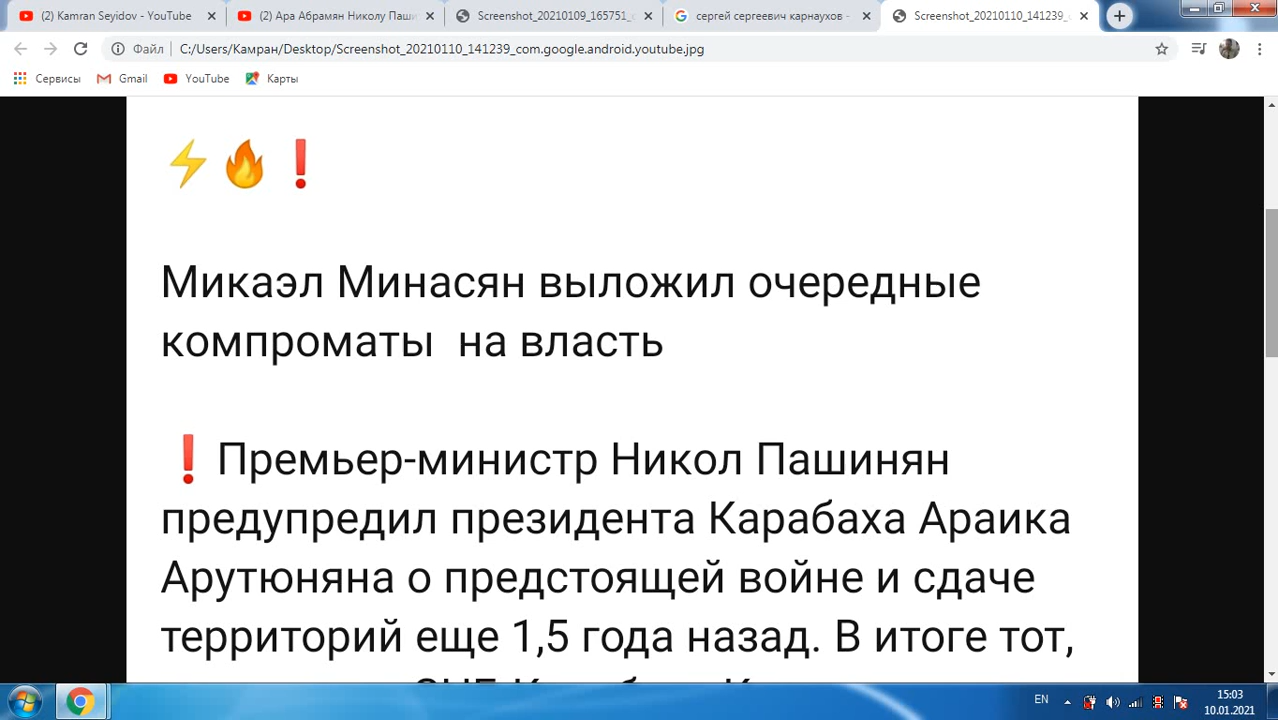 (2) Kamran Seyidov - YouTube
(2) Ара Абрамян Николу Паши
Screenshot_20210109_165751_
сергей сергеевич карнаухов -
Screenshot_20210110_141239_c
Файл
C:/Users/Камран/Desktop/Screenshot_20210110_141239_com.google.android.youtube.jpg
Сервисы
Gmail
YouTube
Карты
Микаэл Минасян выложил очередные
компроматы на власть
❗Премьер-министр Никол Пашинян
предупредил президента Карабаха Араика
Арутюняна о предстоящей войне и сдаче
территорий еще 1,5 года назад. В итоге тот,
EN
15:03
10.01.2021